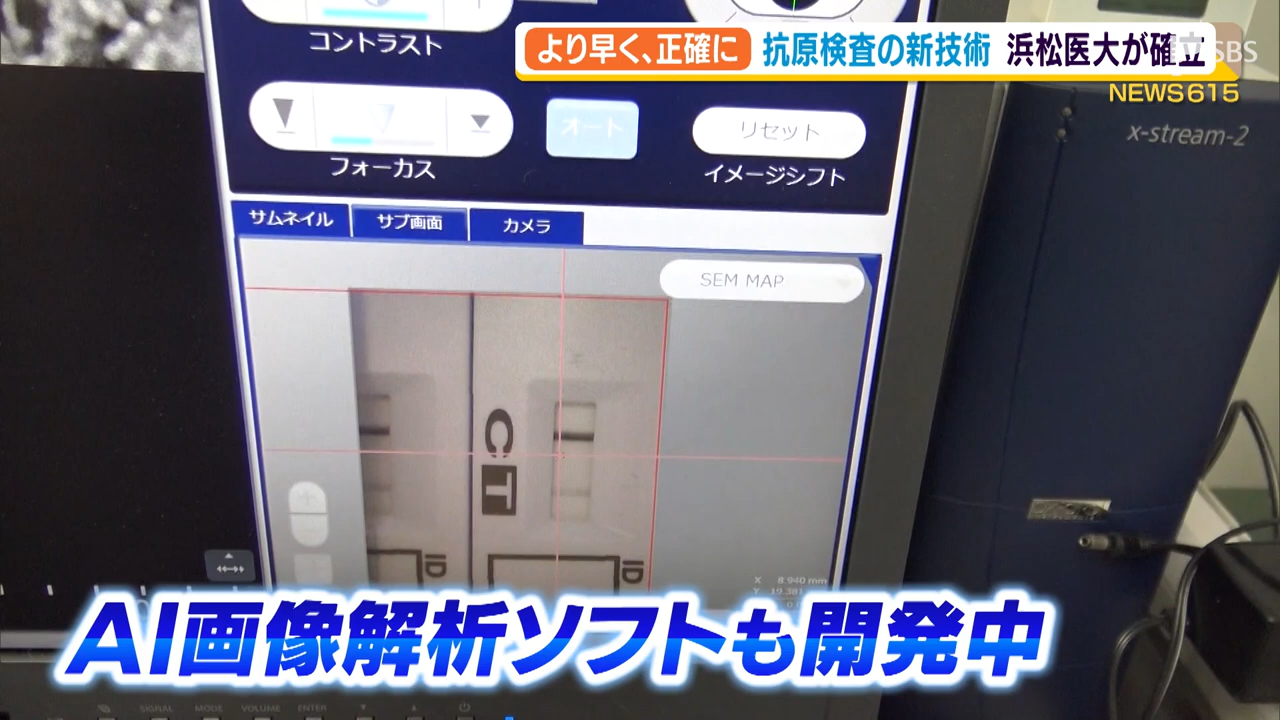 コントラスト
より早く、正確に 抗原検査の新技術 浜松医大が確立
SBS
NEWS615
x-stream-2
オート
リセット
フォーカス
イメージシフト
サムネイル サブ画面 カメラ
SEM MAP
C
T
ID
ID
X 8.940 mm
Y 19.381
AI画像解析ソフトも開発中
SIGNAL MODE VOLUME ENTER